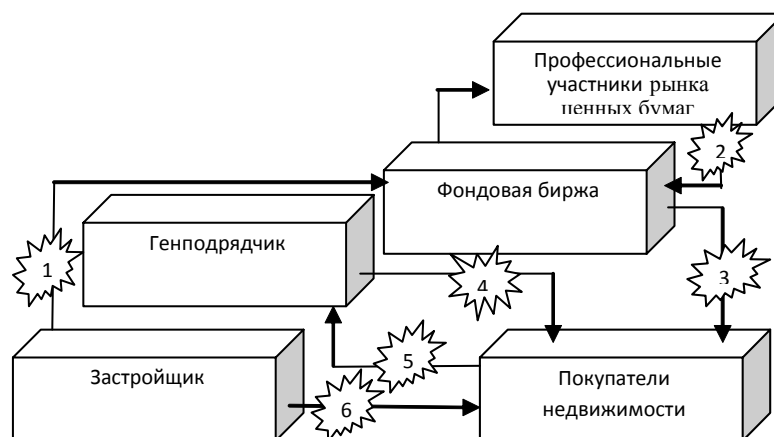 Профессиональные
участники рынка
ценных бумаг
2
Фондовая биржа
Генподрядчик
1
4
3
Застройщик
5
6
Покупатели
недвижимости